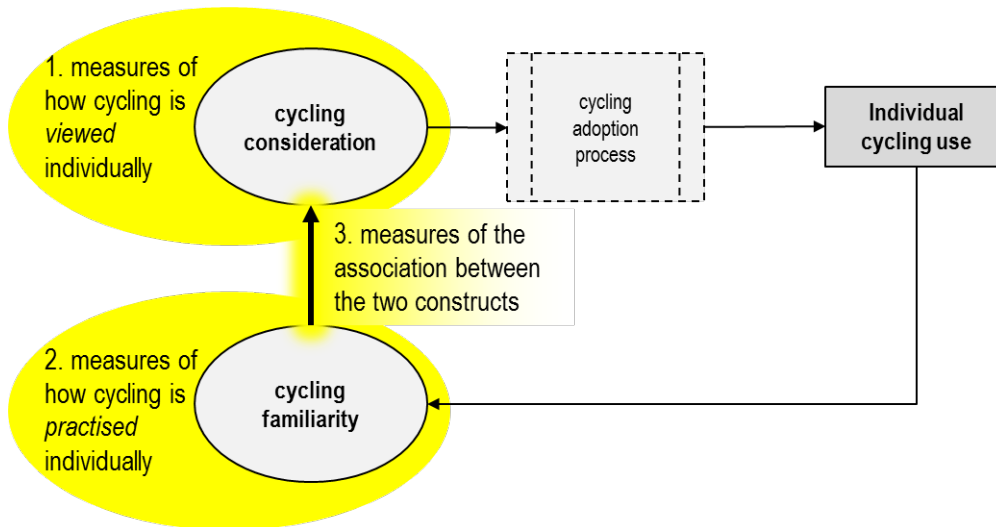 1. measures of
how cycling is
viewed
individually
cycling
consideration
cycling
adoption
process
Individual
cycling use
3. measures of the
association between
the two constructs
2. measures of
how cycling is
practised
individually
cycling
familiarity